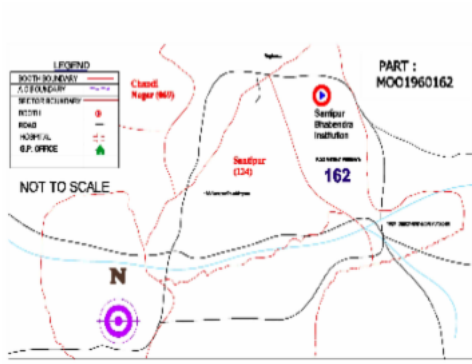 LEGEND
BOOTH BOUNDARY
A.C BOUNDARY
SECTOR BOUNDARY
BOOTH
ROAD
HOSPITAL
G.P. OFFICE
NOT TO SCALE
N
Chandi
Nagar (069)
Santipur
(124)
PART :
MOO1960162
Santipur
Bhabendra
Institution
162